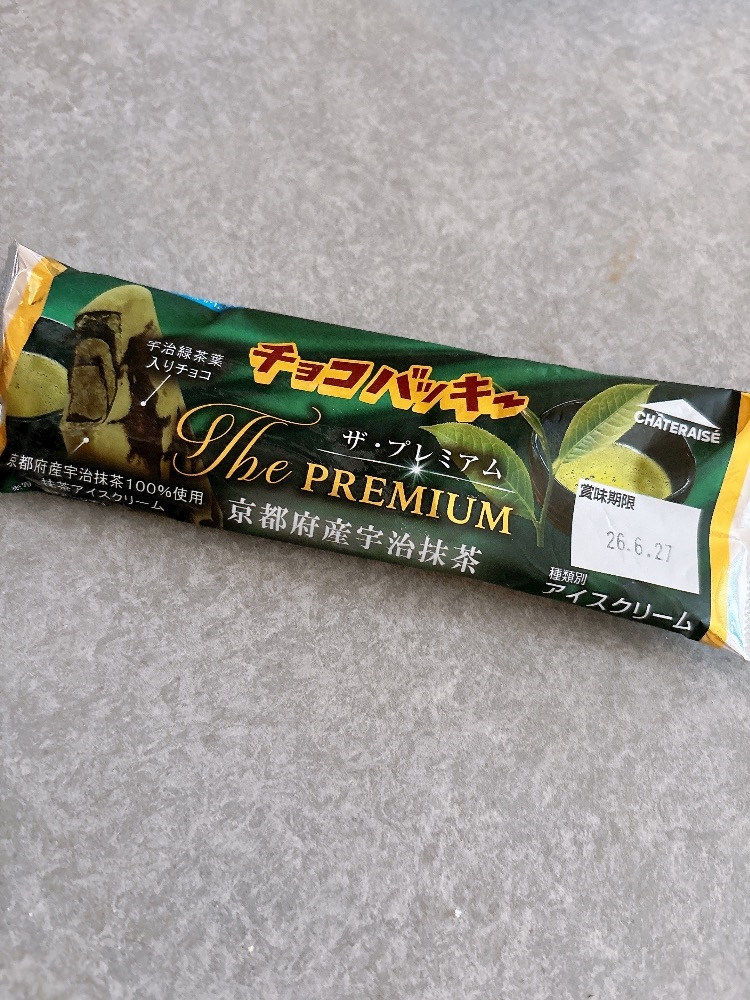 宇治緑茶葉
入りチョコ
チョコバッキー
CHÂTERAISÉ
ザ・プレミアム
The PREMIUM
京都府産宇治抹茶
京都府産宇治抹茶100%使用
抹茶アイスクリーム
賞味期限
26.6.27
種類別
アイスクリーム